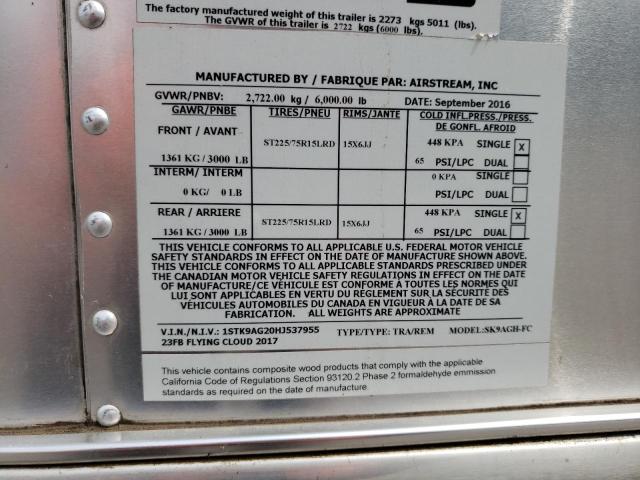 The factory manufactured weight of this trailer is 2273 kgs 5011 (lbs).
The GVWR of this trailer is 2722 kgs (6000 lbs).
MANUFACTURED BY / FABRIQUE PAR: AIRSTREAM, INC
GVWR/PNBV: 2,722.00 kg / 6,000.00 lb DATE: September 2016
GAWR/PNBE TIRES/PNEU RIMS/JANTE COLD INFL.PRESS./PRESS. DE GONFL. AFROID
FRONT / AVANT ST225/75R15LRD 15X6JJ 448 KPA SINGLE X
1361 KG / 3000 LB 65 PSI/LPC DUAL
INTERM/ INTERM 0 KPA SINGLE
0 KG/ 0 LB PSI/LPC DUAL
REAR / ARRIERE ST225/75R15LRD 15X6JJ 448 KPA SINGLE X
1361 KG / 3000 LB 65 PSI/LPC DUAL
THIS VEHICLE CONFORMS TO ALL APPLICABLE U.S. FEDERAL MOTOR VEHICLE
SAFETY STANDARDS IN EFFECT ON THE DATE OF MANUFACTURE SHOWN ABOVE.
THIS VEHICLE CONFORMS TO ALL APPLICABLE STANDARDS PRESCRIBED UNDER
THE CANADIAN MOTOR VEHICLE SAFETY REGULATIONS IN EFFECT ON THE DATE
OF MANUFACTURE/CE VÉHICULE EST CONFORME À TOUTES LES NORMES QUI
LUI SONT APPLICABLES EN VERTU DU RÈGLEMENT SUR LA SÉCURITÉ DES
VÉHICULES AUTOMOBILES DU CANADA EN VIGUEUR À LA DATE DE SA
FABRICATION. ALL WEIGHTS ARE APPROXIMATE
V.I.N./N.I.V.: 1STK9AG20HJ537955 TYPE/TYPE: TRA/REM MODEL:SK9AGH-FC
23FB FLYING CLOUD 2017
This vehicle contains composite wood products that have the applicable
California Code of Regulations Section 93120.2 Phase 2 formaldehyde emmission
standards as required on the date of manufacture.